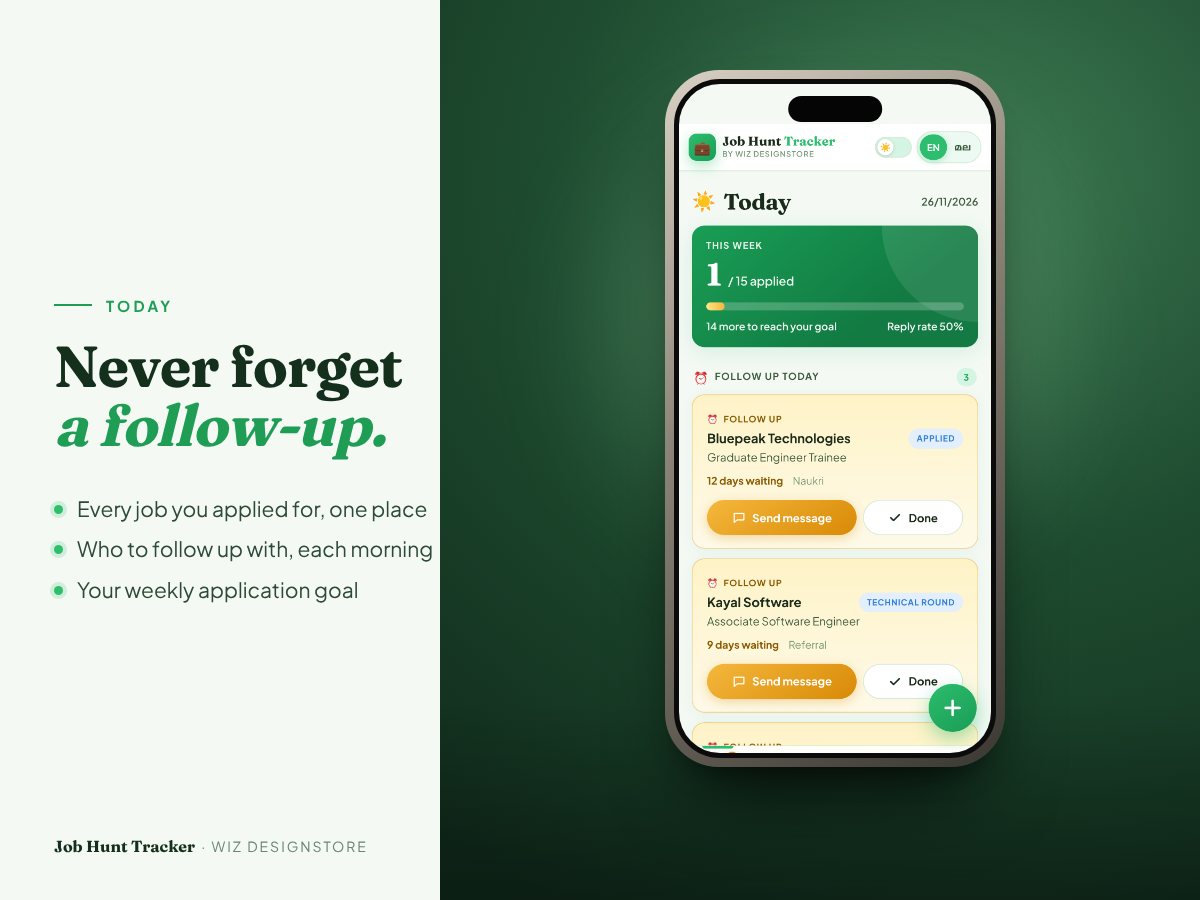 TODAY
Never forget
a follow-up.
Every job you applied for, one place
Who to follow up with, each morning
Your weekly application goal
Job Hunt Tracker · WIZ DESIGNSTORE
Job Hunt Tracker
BY WIZ DESIGNSTORE
EN മല
Today 26/11/2026
THIS WEEK
1 / 15 applied
14 more to reach your goal Reply rate 50%
FOLLOW UP TODAY 3
FOLLOW UP
Bluepeak Technologies APPLIED
Graduate Engineer Trainee
12 days waiting Naukri
Send message Done
FOLLOW UP
Kayal Software TECHNICAL ROUND
Associate Software Engineer
9 days waiting Referral
Send message Done
FOLLOW UP